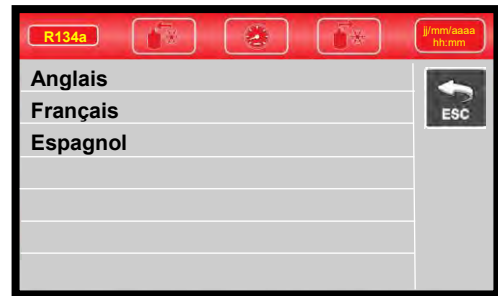 R134a
jj/mm/aaaa
hh:mm
Anglais
Français
Espagnol
ESC